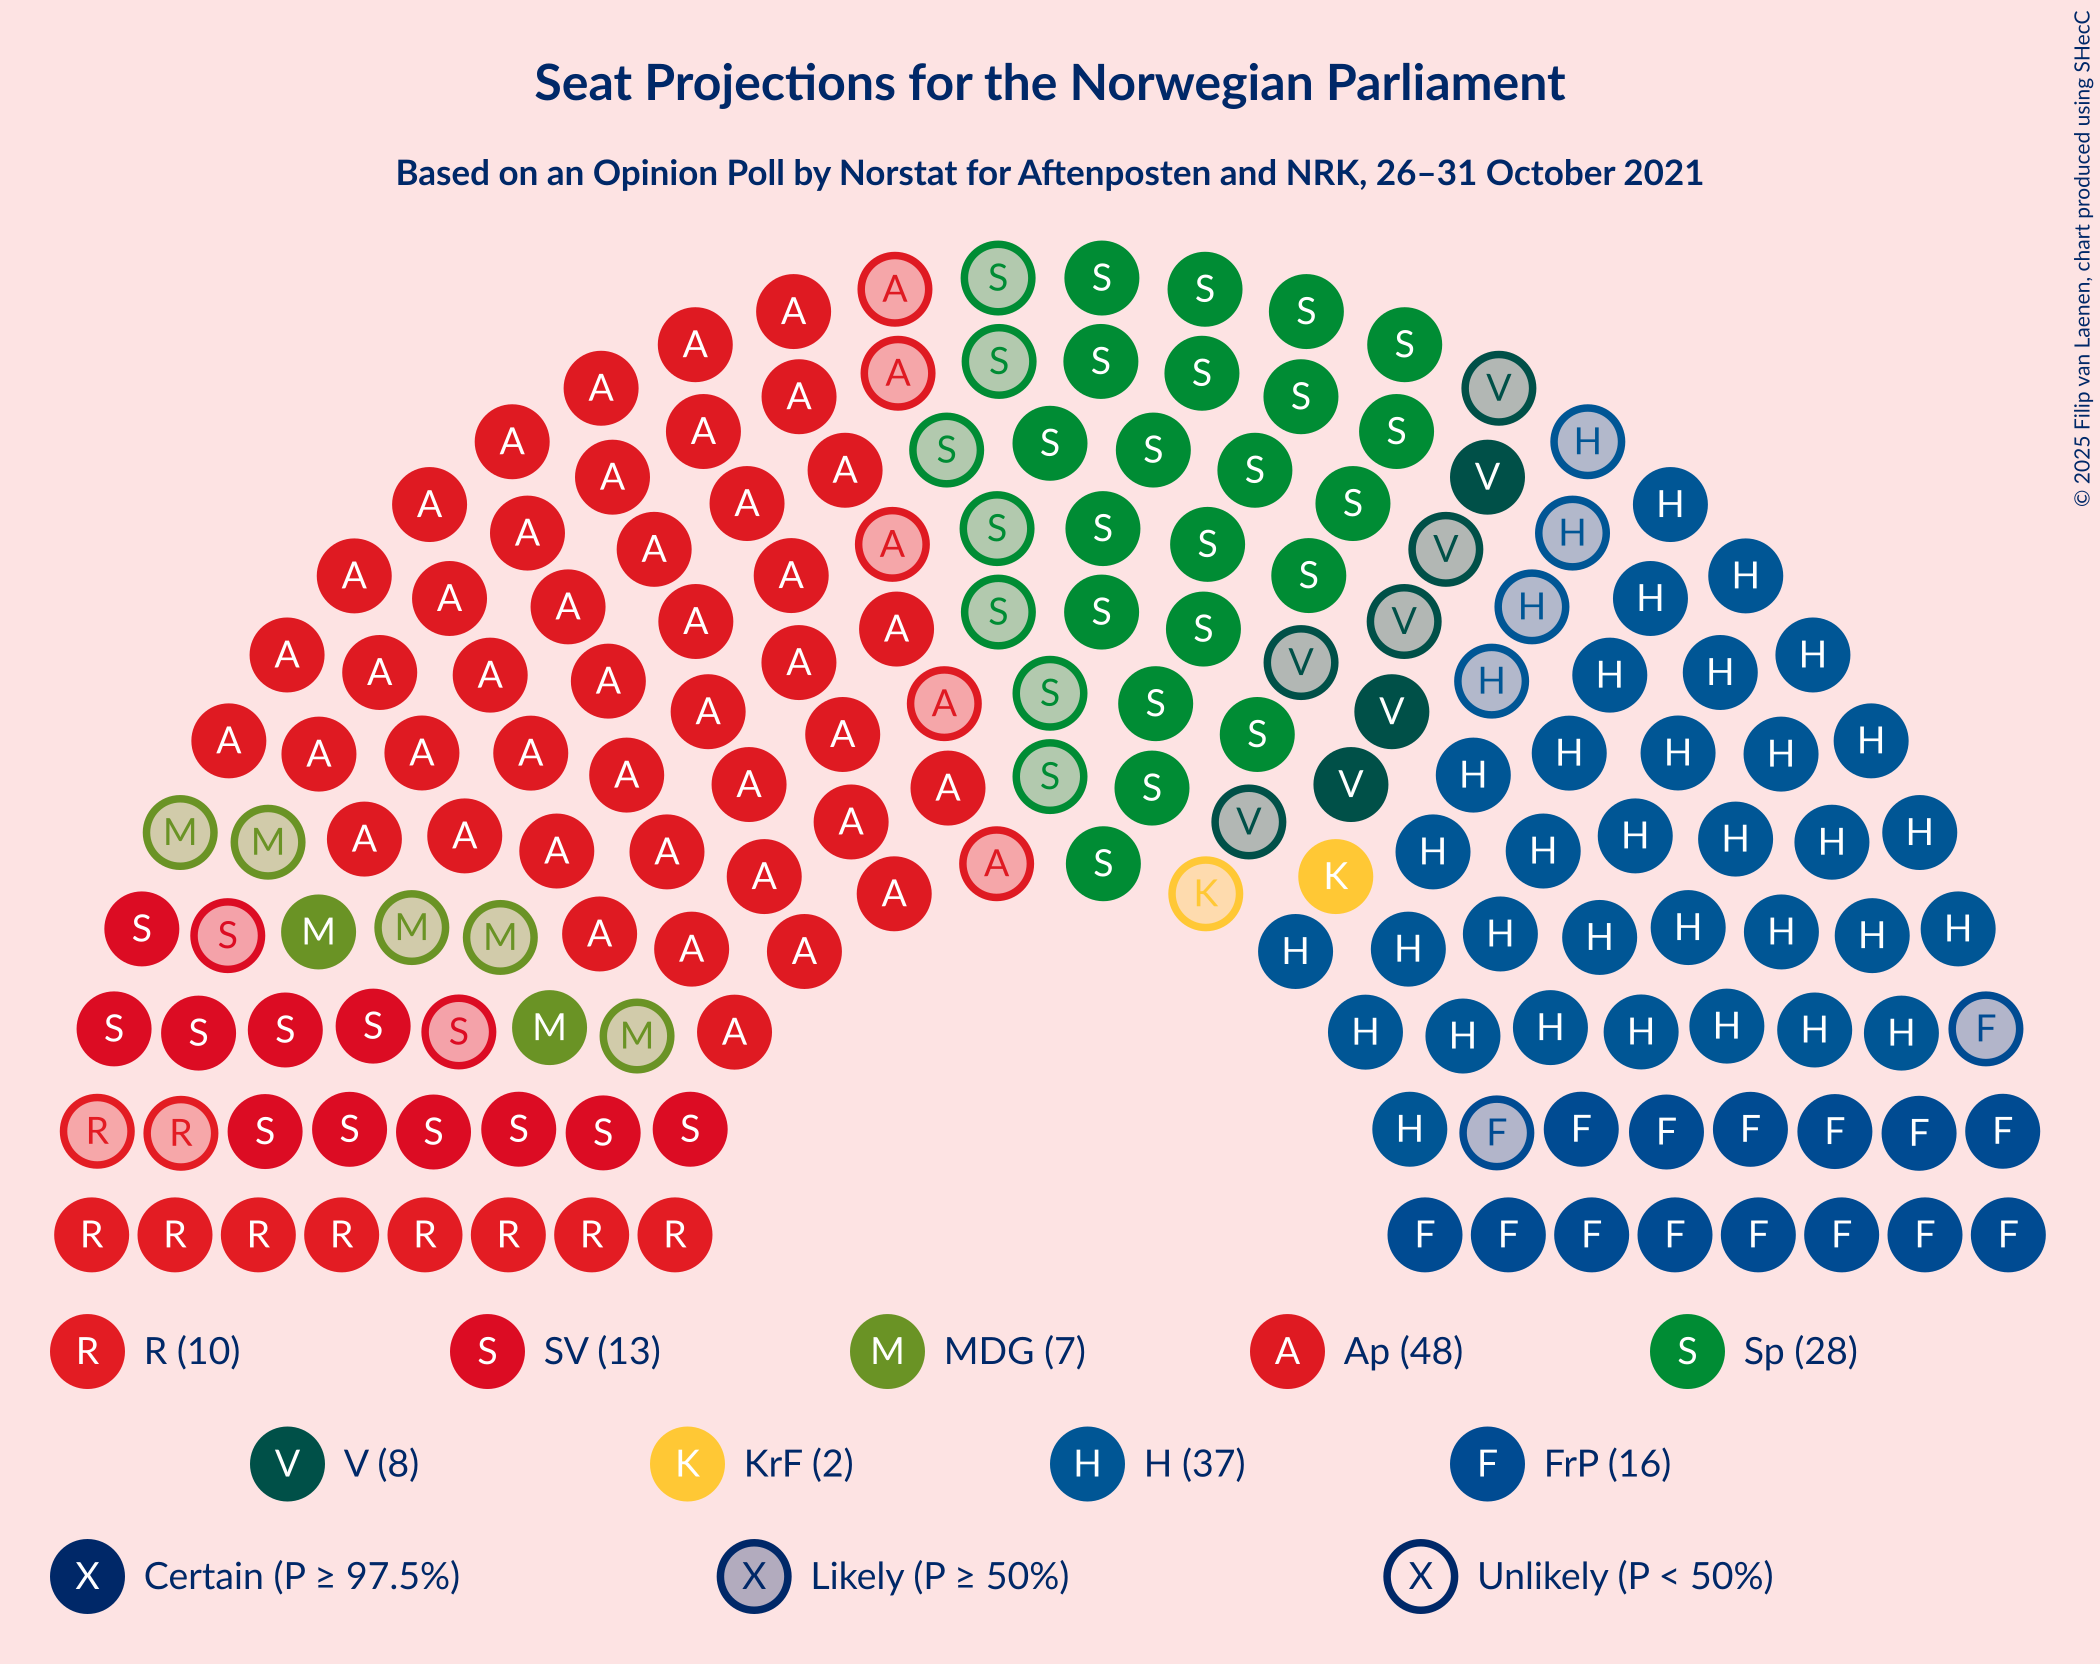 Seat Projections for the Norwegian Parliament
Based on an Opinion Poll by Norstat for Aftenposten and NRK, 26–31 October 2021
© 2025 Filip van Laenen, chart produced using SHecC
A A S S S S S
A A A S S S S S V
A A A A S S S S S V H H
A A A A A S S S S V H H H
A A A A A A S S S V V H H H H
A A A A A A A S S S V H H H H H
A A A A A A A A S S V V H H H H H
M M A A A A A A A S K V K H H H H H H
S S M M M A A A H H H H H H H H
S S S S S M M A H H H H H H H F
R R S S S S S S H F F F F F F F
R R R R R R R R F F F F F F F F
R R (10) S SV (13) M MDG (7) A Ap (48) S Sp (28)
V V (8) K KrF (2) H H (37) F FrP (16)
X Certain (P ≥ 97.5%) X Likely (P ≥ 50%) X Unlikely (P < 50%)